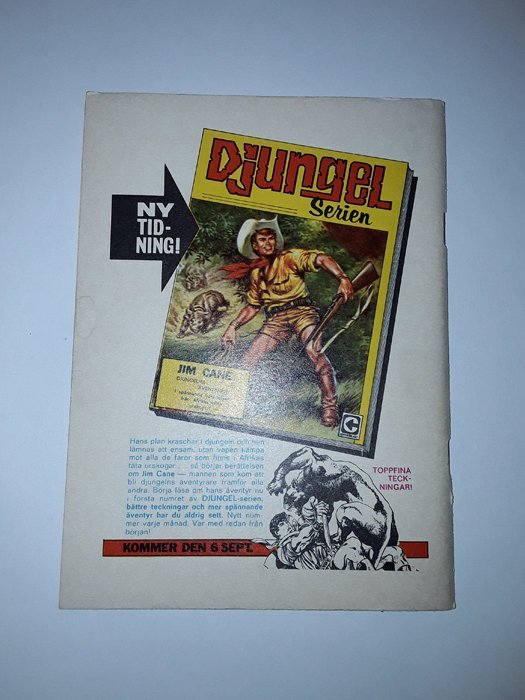 Djungel
Serien
NY
TID-
NING!
JIM CANE
DJUNGELNS
Hans plan kraschar i djungeln och han
lämnas att ensam, utan vapen kämpa
mot alla de faror som finns i Afrikas
täta urskogar . . . så börjar berättelsen
om Jim Cane — mannen som kom att
bli djungelns äventyrare framför alla
andra. Börja läsa om hans äventyr nu
i första numret av DJUNGEL-serien,
bättre teckningar och mer spännande
äventyr har du aldrig sett. Nytt num-
mer varje månad. Var med redan från
början!
TOPPFINA
TECK-
NINGAR!
KOMMER DEN 6 SEPT.